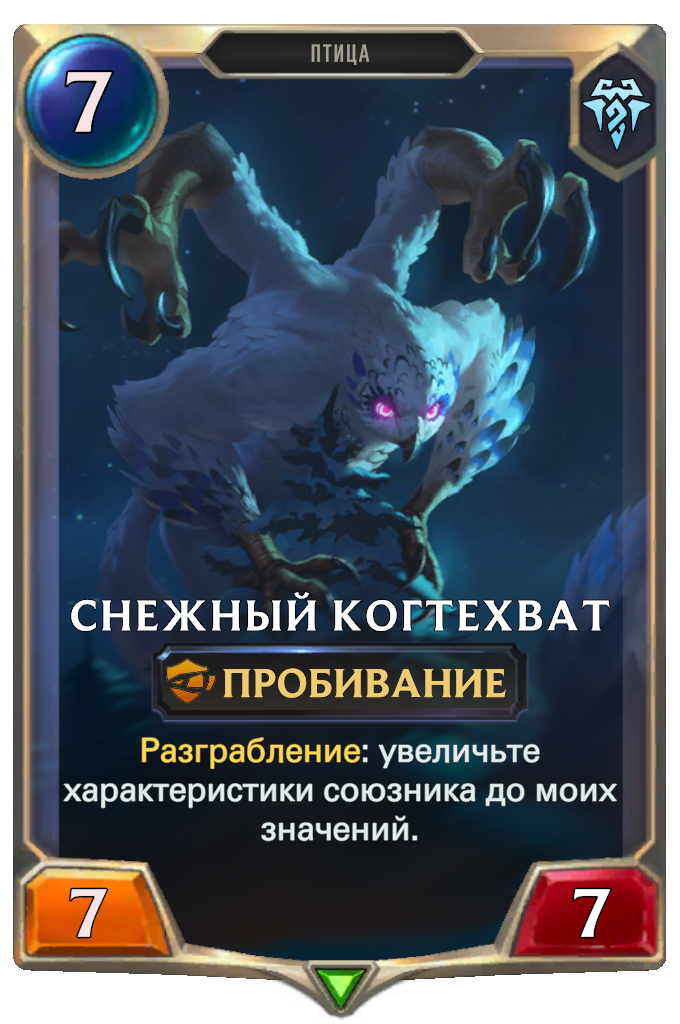 ПТИЦА
7
СНЕЖНЫЙ КОГТЕХВАТ
ПРОБИВАНИЕ
Разграбление: увеличьте
характеристики союзника до моих
значений.
7
7